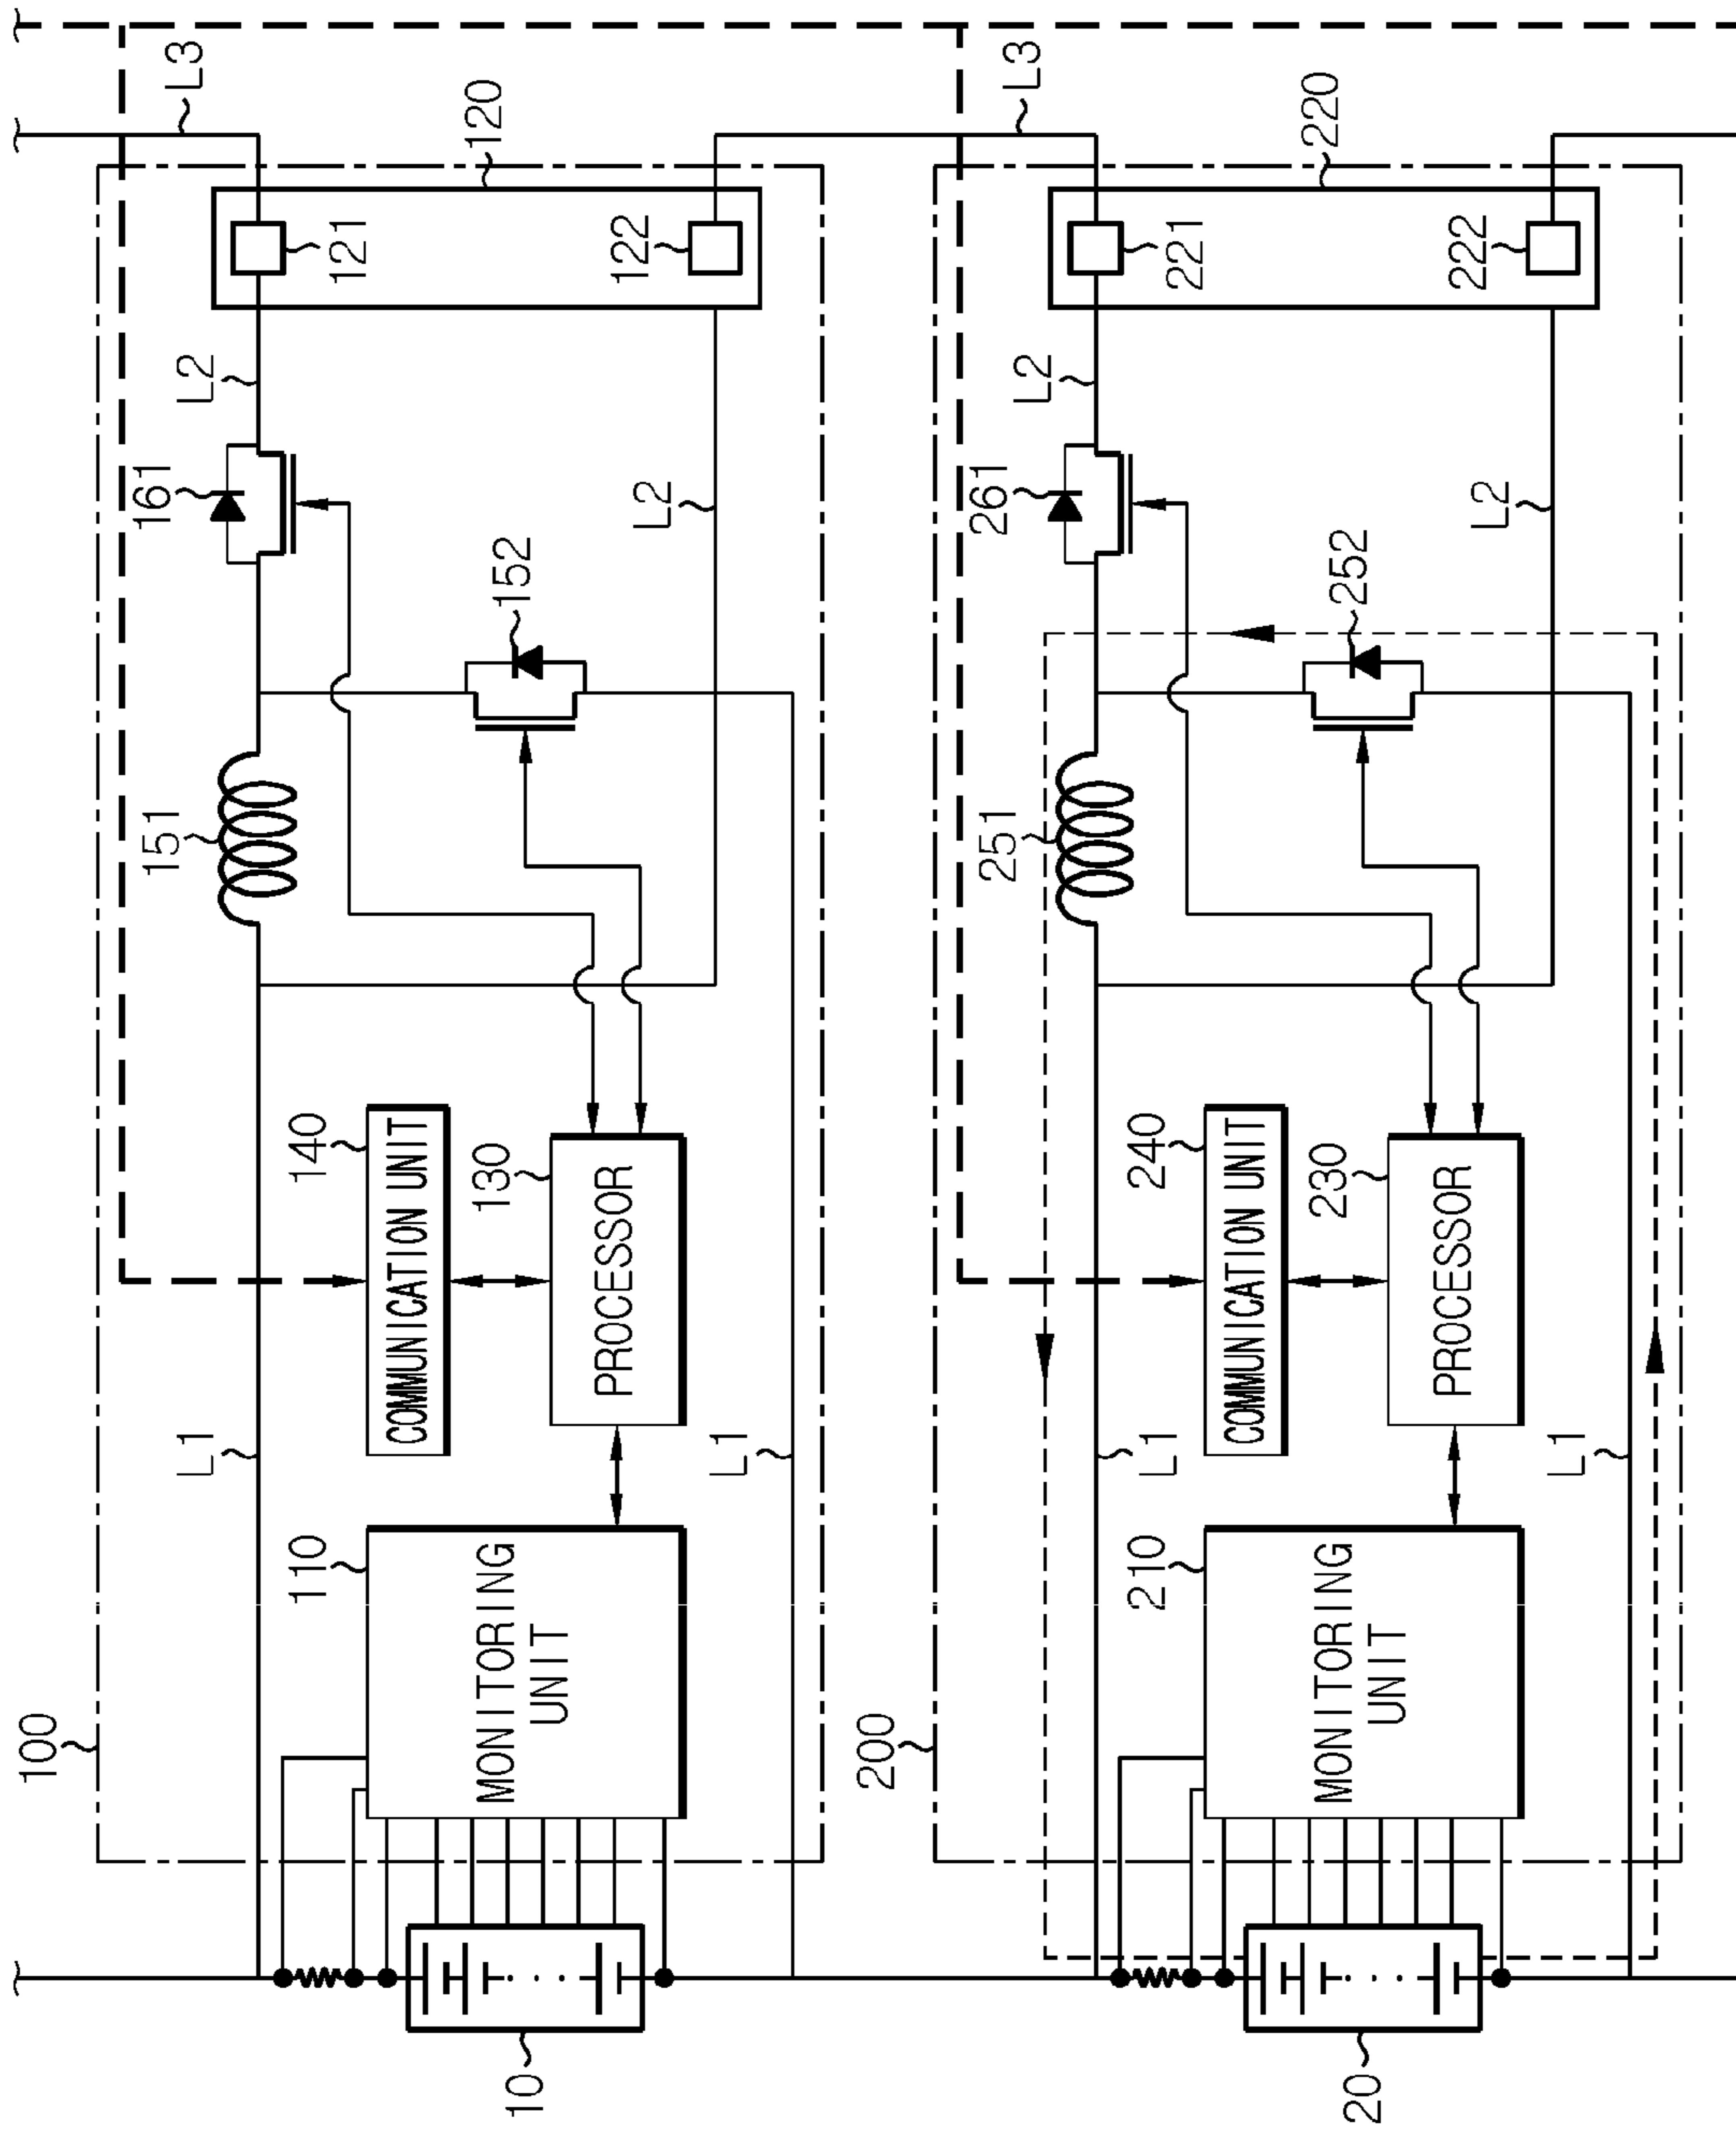 100
L3
120
121
122
L2
161
L2
152
151
140
COMMUNICATION UNIT
130
PROCESSOR
L1
L1
110
MONITORING
UNIT
10
200
L3
220
221
222
L2
261
L2
252
251
240
COMMUNICATION UNIT
230
PROCESSOR
L1
L1
210
MONITORING
UNIT
20